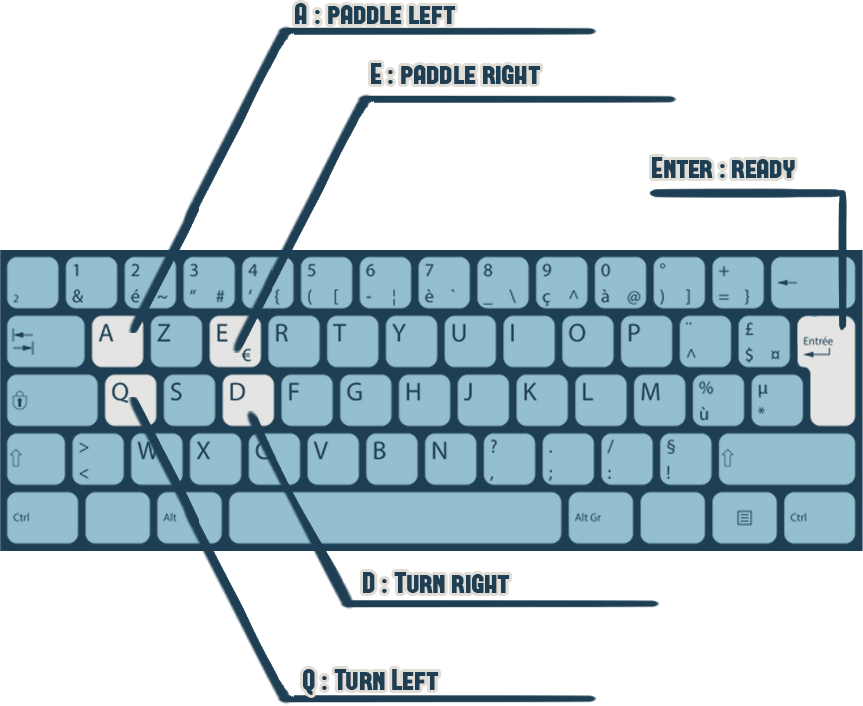 A : PADDLE LEFT
E : PADDLE RIGHT
ENTER : READY
2
1 &
2 é ~
3 " #
4 ' {
5 ( [
6 - ¦
7 è `
8 _ \
9 ç ^
0 à @
° ) ]
+ = }
A Z E € R T Y U I O P
¨ ^
£ $ ¤
Entrée
Q S D F G H J K L M
% ù
µ *
> <
W X C V B N
? ,
. ;
/ :
§ !
Ctrl Alt Alt Gr Ctrl
D : TURN RIGHT
Q : TURN LEFT